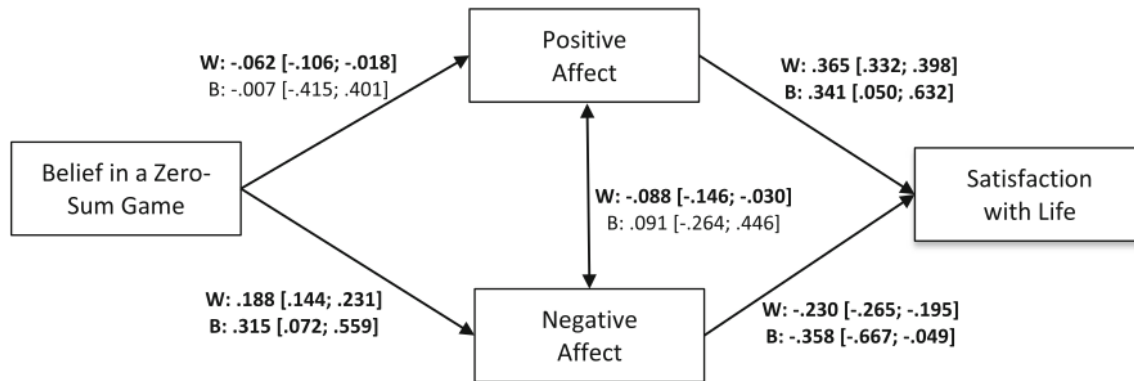 Positive
Affect
W: -.062 [-.106; -.018]
B: -.007 [-.415; .401]
W: .365 [.332; .398]
B: .341 [.050; .632]
Belief in a Zero-
Sum Game
W: -.088 [-.146; -.030]
B: .091 [-.264; .446]
Satisfaction
with Life
W: .188 [.144; .231]
B: .315 [.072; .559]
Negative
Affect
W: -.230 [-.265; -.195]
B: -.358 [-.667; -.049]